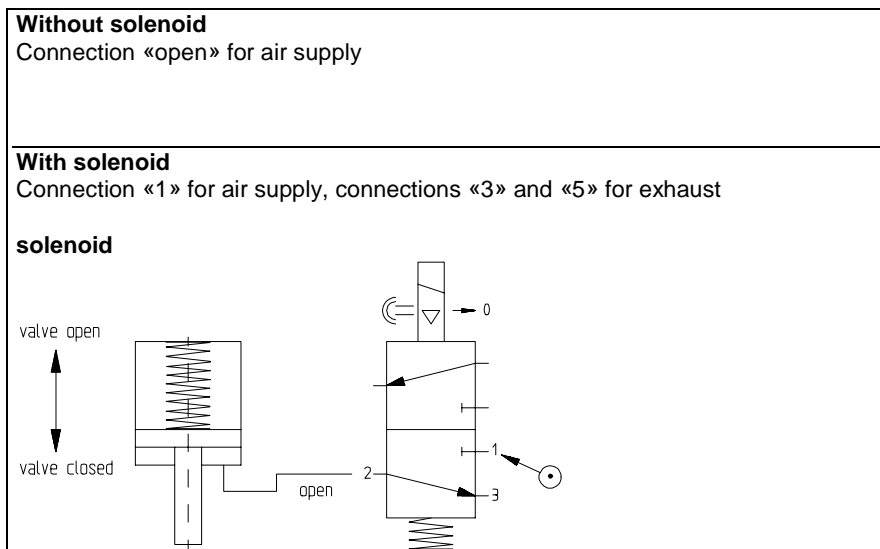 Without solenoid
Connection «open» for air supply
With solenoid
Connection «1» for air supply, connections «3» and «5» for exhaust
solenoid
0
valve open
1
valve closed
2
open
3